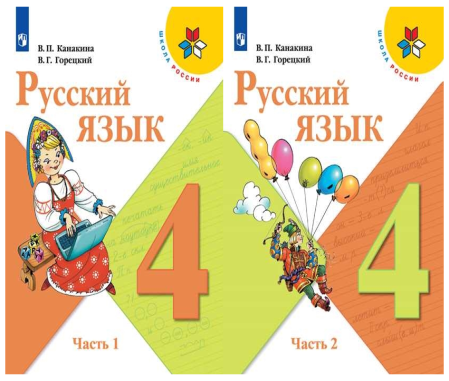 В. П. Канакина
В. Г. Горецкий
ШКОЛА РОССИИ
Русский
ЯЗЫК
4
Часть 1
В. П. Канакина
В. Г. Горецкий
ШКОЛА РОССИИ
Русский
ЯЗЫК
4
Часть 2